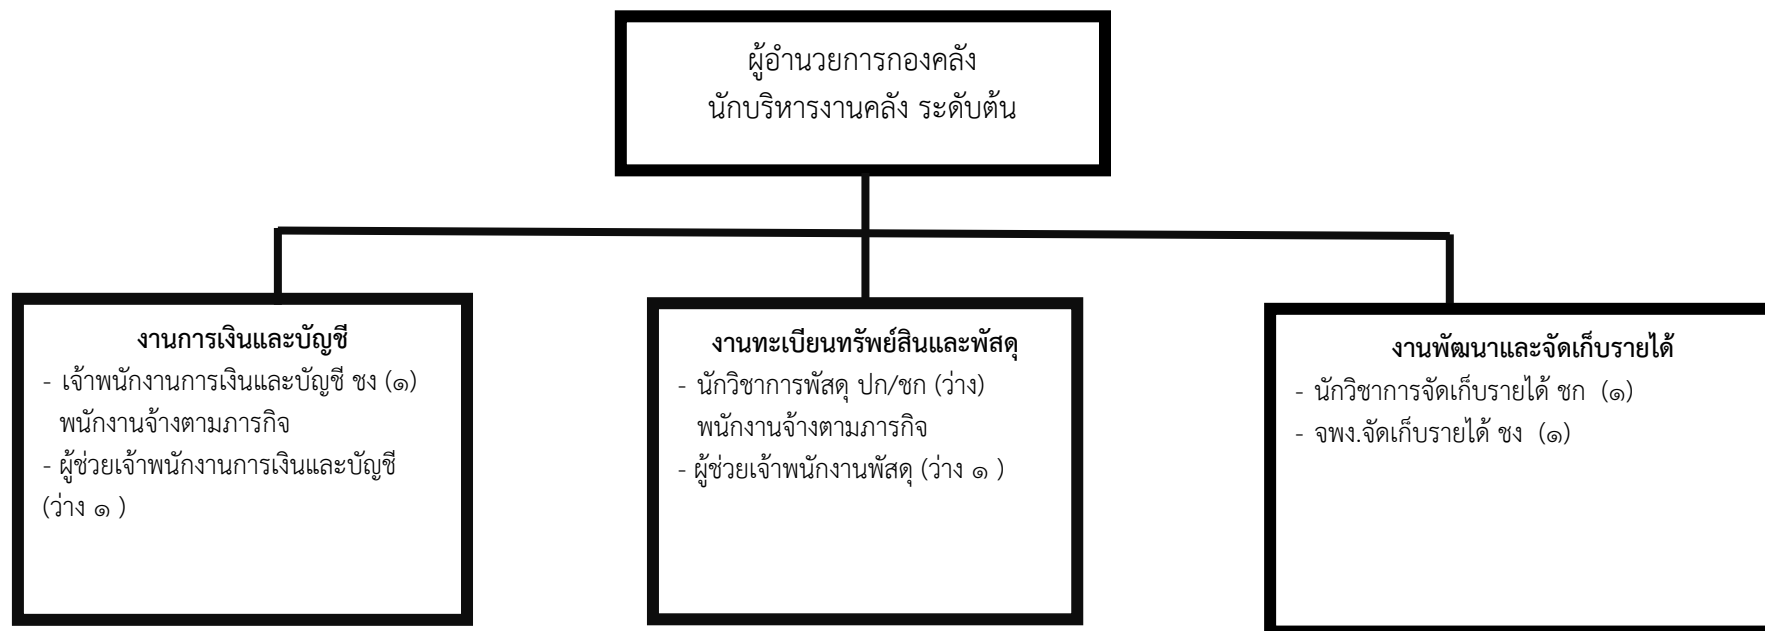 ผู้อำนวยการกองคลัง
นักบริหารงานคลัง ระดับต้น
งานการเงินและบัญชี
- เจ้าพนักงานการเงินและบัญชี ชง (๑)
พนักงานจ้างตามภารกิจ
- ผู้ช่วยเจ้าพนักงานการเงินและบัญชี
(ว่าง ๑ )
งานทะเบียนทรัพย์สินและพัสดุ
- นักวิชาการพัสดุ ปก/ชก (ว่าง)
พนักงานจ้างตามภารกิจ
- ผู้ช่วยเจ้าพนักงานพัสดุ (ว่าง ๑ )
งานพัฒนาและจัดเก็บรายได้
- นักวิชาการจัดเก็บรายได้ ชก (๑)
- จพง.จัดเก็บรายได้ ชง (๑)